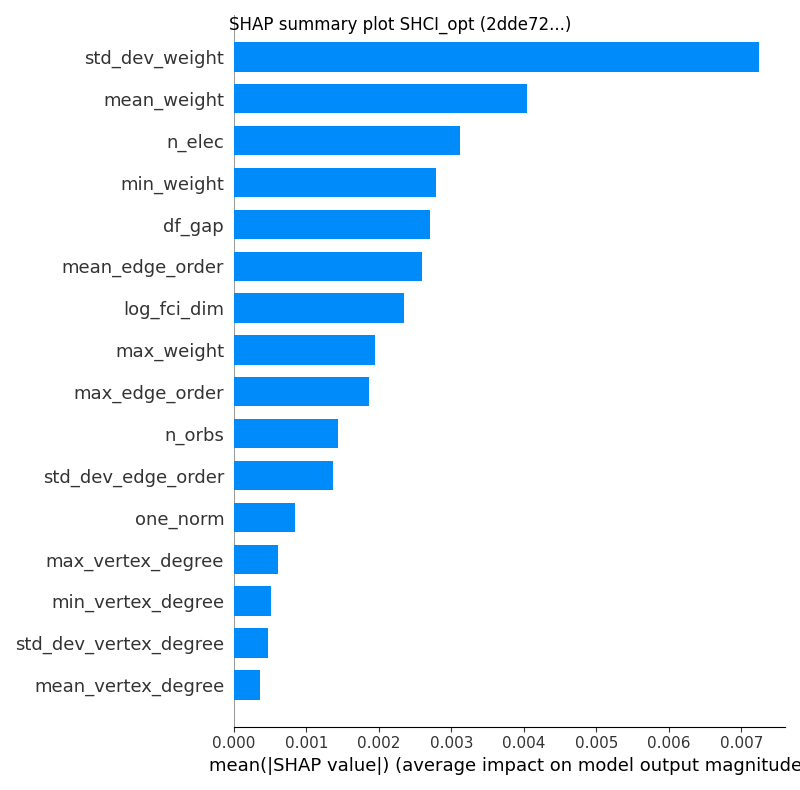 SHAP summary plot SHCI_opt (2dde72...)
std_dev_weight
mean_weight
n_elec
min_weight
df_gap
mean_edge_order
log_fci_dim
max_weight
max_edge_order
n_orbs
std_dev_edge_order
one_norm
max_vertex_degree
min_vertex_degree
std_dev_vertex_degree
mean_vertex_degree
0.000 0.001 0.002 0.003 0.004 0.005 0.006 0.007
mean(|SHAP value|) (average impact on model output magnitude